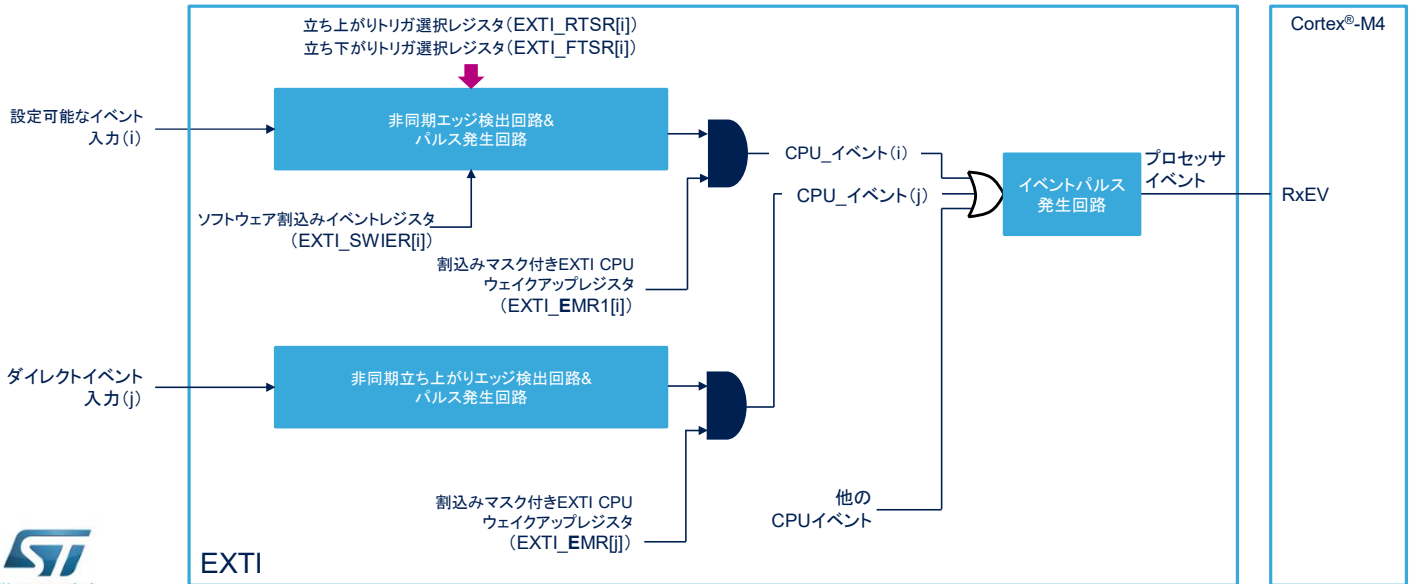 立ち上がりトリガ選択レジスタ(EXTI_RTSR[i])
立ち下がりトリガ選択レジスタ(EXTI_FTSR[i])
Cortex®-M4
設定可能なイベント
入力(i)
非同期エッジ検出回路&
パルス発生回路
CPU_イベント(i)
プロセッサ
イベント
イベントパルス
発生回路
RxEV
CPU_イベント(j)
ソフトウェア割込みイベントレジスタ
(EXTI_SWIER[i])
割込みマスク付きEXTI CPU
ウェイクアップレジスタ
(EXTI_EMR1[i])
ダイレクトイベント
入力(j)
非同期立ち上がりエッジ検出回路&
パルス発生回路
割込みマスク付きEXTI CPU
ウェイクアップレジスタ
(EXTI_EMR[j])
他の
CPUイベント
ST
EXTI